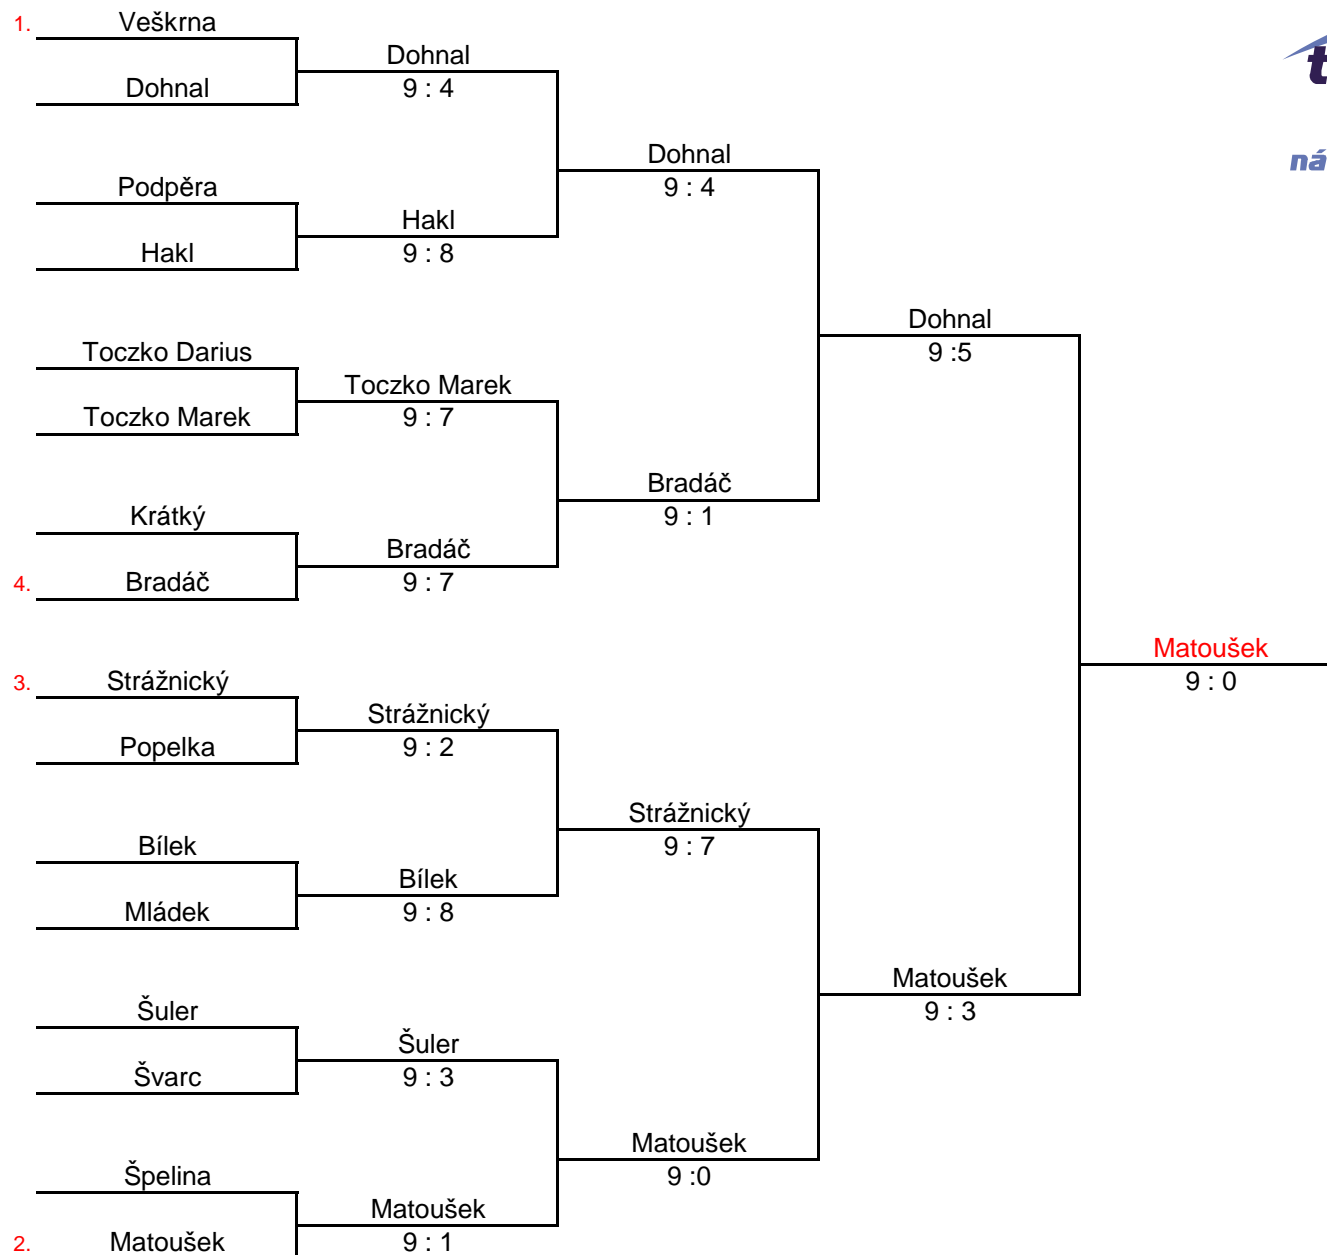 1. Veškrna
Dohnal
Dohnal
9 : 4
Dohnal
9 : 4
Podpěra
Hakl
9 : 8
Hakl
Dohnal
9 :5
Toczko Darius
Toczko Marek
9 : 7
Toczko Marek
Bradáč
9 : 1
Krátký
Bradáč
9 : 7
4. Bradáč
Matoušek
9 : 0
3. Strážnický
Strážnický
9 : 2
Popelka
Strážnický
9 : 7
Bílek
Bílek
9 : 8
Mládek
Matoušek
9 : 3
Šuler
Šuler
9 : 3
Švarc
Matoušek
9 :0
Špelina
Matoušek
9 : 1
2. Matoušek
t
ná